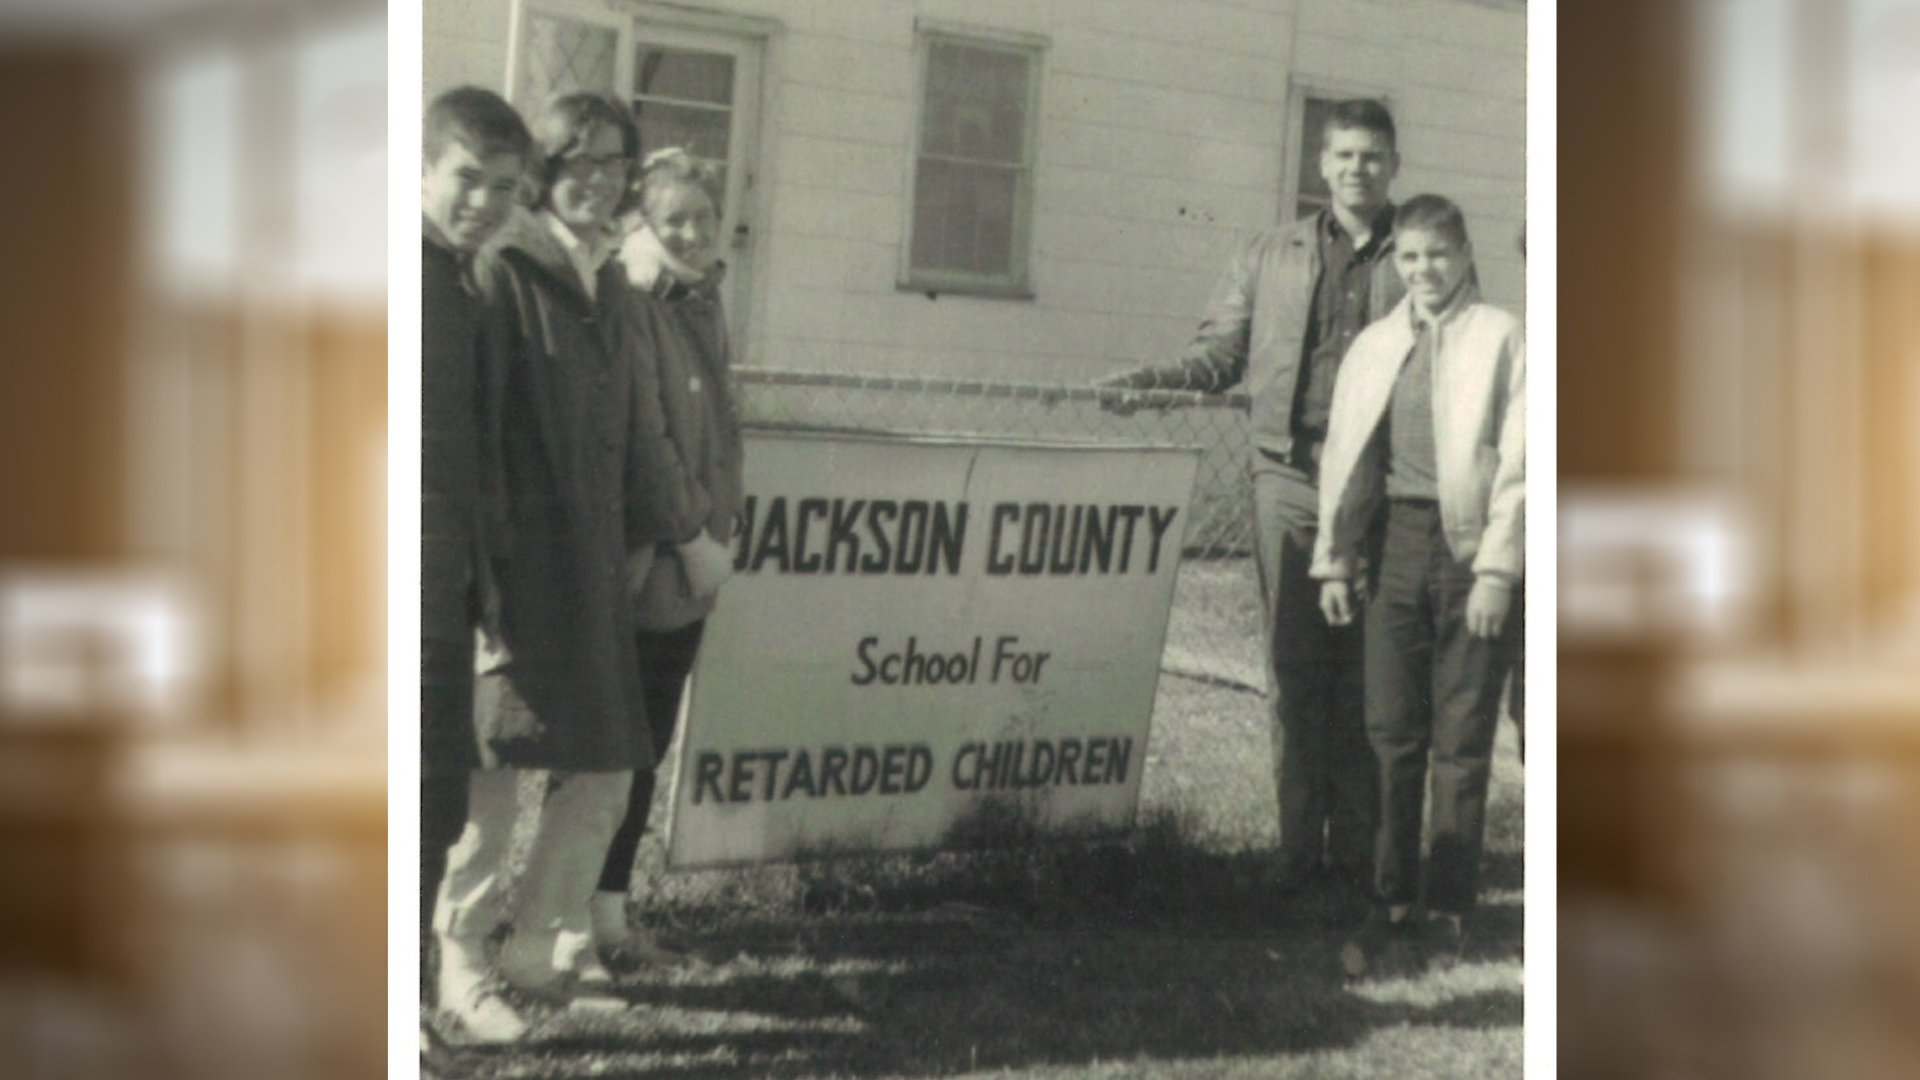 JACKSON COUNTY
School For
RETARDED CHILDREN